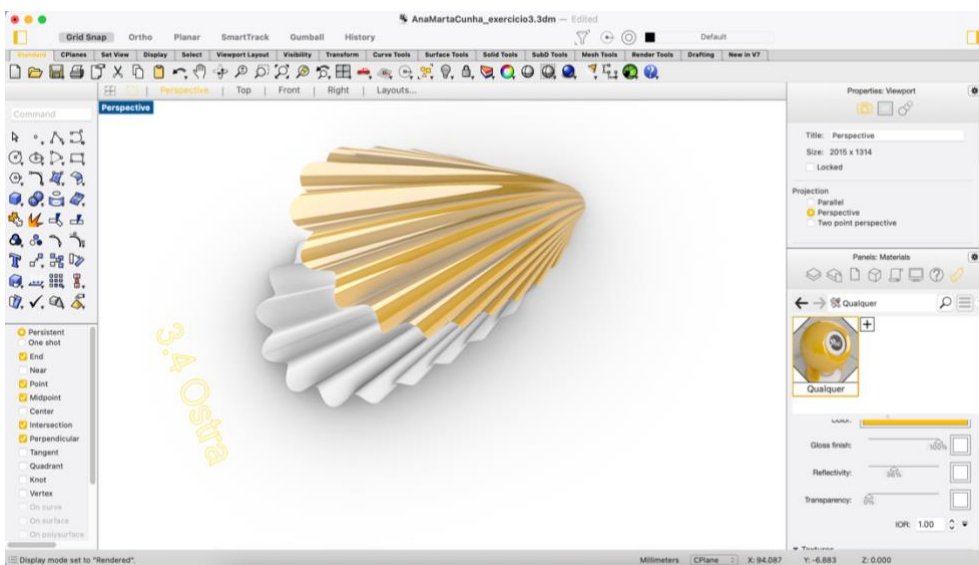 AnaMartaCunha_exercicio3.3dm — Edited
Grid Snap Ortho Planar SmartTrack Gumball History Default
Standard CPlanes Set View Display Select Viewport Layout Visibility Transform Curve Tools Surface Tools Solid Tools SubD Tools Mesh Tools Render Tools Drafting New in V7
Perspective Top Front Right Layouts...
Command
Perspective
Persistent
One shot
End
Near
Point
Midpoint
Center
Intersection
Perpendicular
Tangent
Quadrant
Knot
Vertex
On curve
On surface
On polysurface
3.4 Ostra
Properties: Viewport
Title: Perspective
Size: 2015 x 1314
Locked
Projection
Parallel
Perspective
Two point perspective
Panels: Materials
Qualquer
Qualquer
Color:
Gloss finish: 100%
Reflectivity:
Transparency: 0%
IOR: 1.00
Textures
Display mode set to "Rendered". Millimeters CPlane X: 94.087 Y: -6.883 Z: 0.000